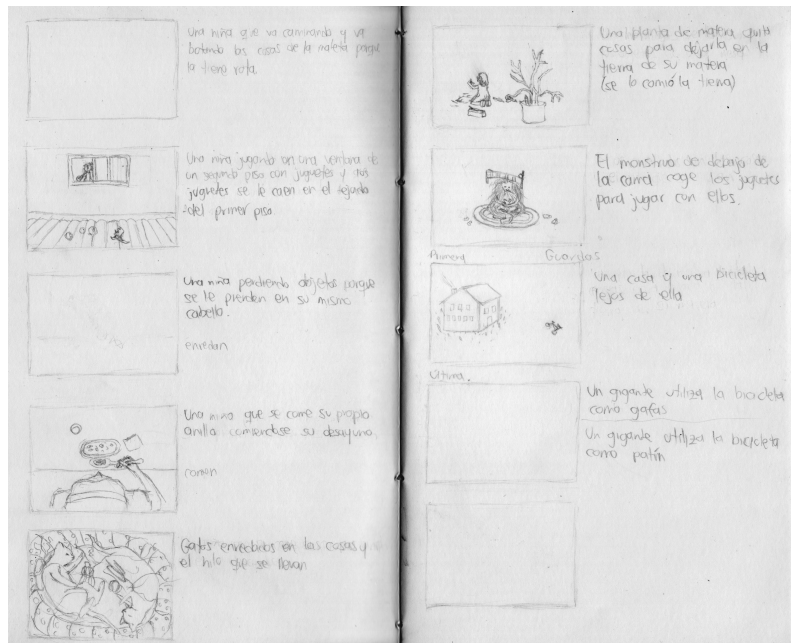 Una niña que va caminando y va
botando las cosas de la maleta porque
la tiene rota.
Una niña jugando en una ventana de
un segundo piso con juguetes y sus
juguetes se le caen en el tejado
del primer piso.
Una niña perdiendo objetos porque
se le pierden en su mismo
cabello.
enredan
Una niña que se come su propio
anillo comiendose su desayuno.
comun
Gatos enredados en las cosas y
el hilo que se llevan
Una planta de matera quita
cosas para dejarla en la
tierra de su matera
(se lo comió la tierra)
El monstruo de debajo de
la cama coge los juguetes
para jugar con ellos.
Primera Guardas
Una casa y una bicicleta
lejos de ella
Última.
Un gigante utiliza la bicicleta
como gafas
Un gigante utiliza la bicicleta
como patín